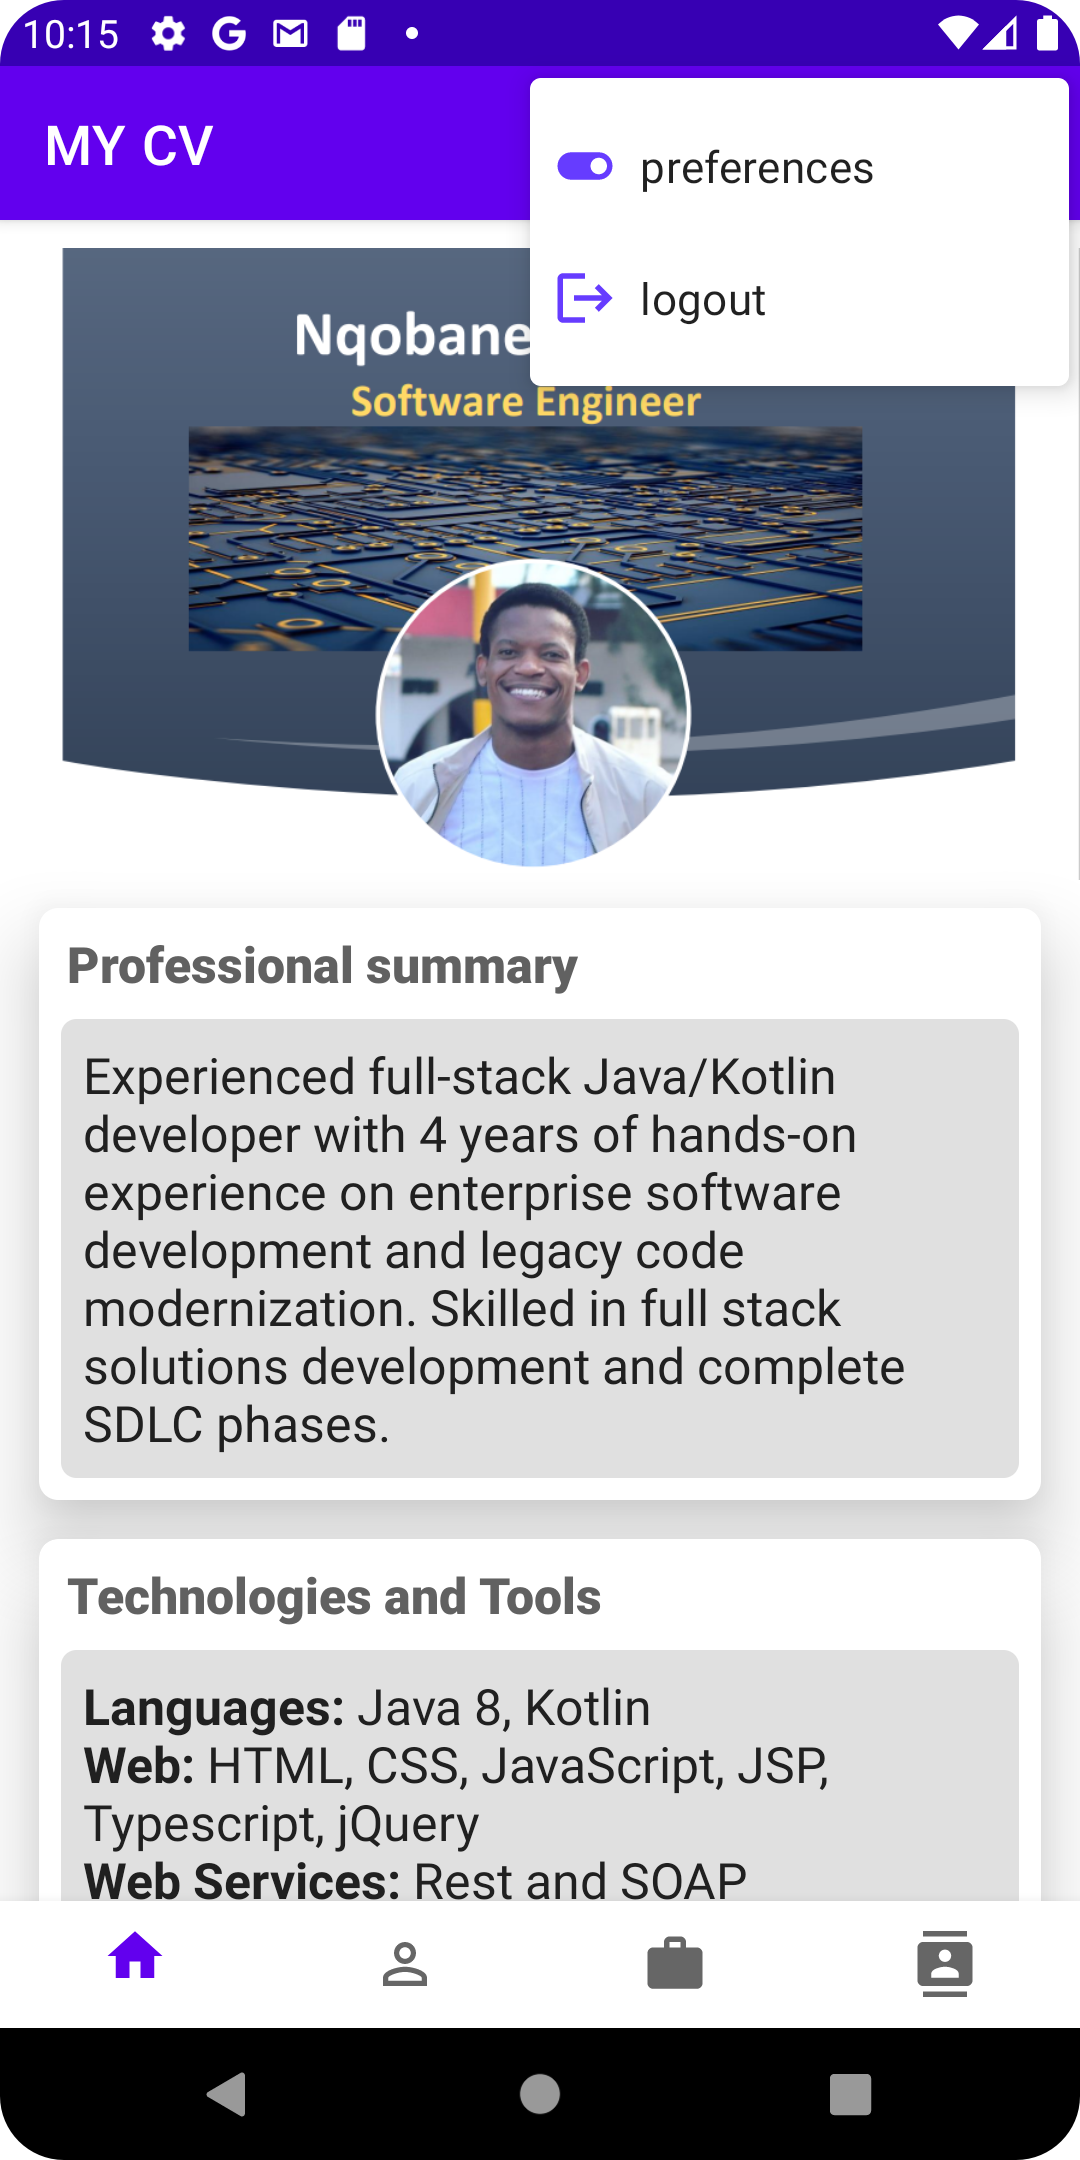 10:15
MY CV
preferences
logout
Nqobane
Software Engineer
Professional summary
Experienced full-stack Java/Kotlin
developer with 4 years of hands-on
experience on enterprise software
development and legacy code
modernization. Skilled in full stack
solutions development and complete
SDLC phases.
Technologies and Tools
Languages: Java 8, Kotlin
Web: HTML, CSS, JavaScript, JSP,
Typescript, jQuery
Web Services: Rest and SOAP